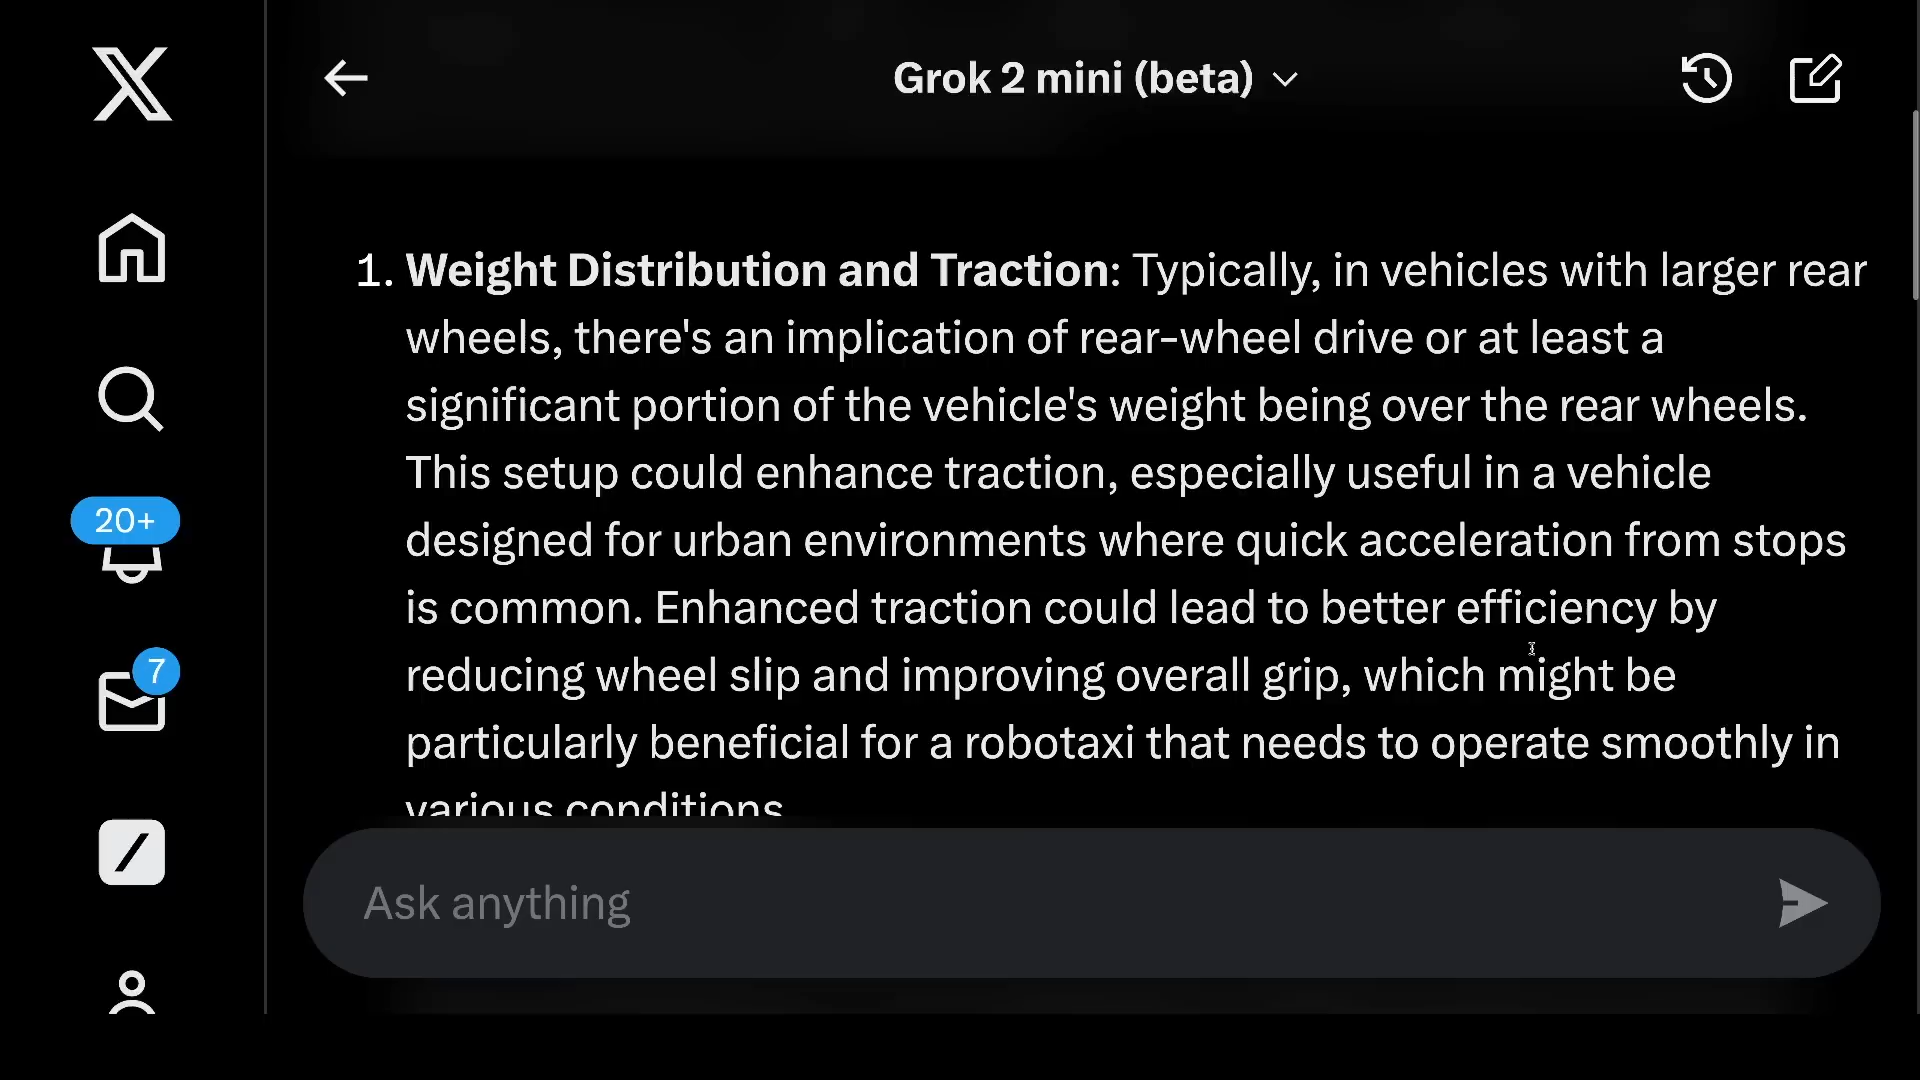 Grok 2 mini (beta)
1. Weight Distribution and Traction: Typically, in vehicles with larger rear
wheels, there's an implication of rear-wheel drive or at least a
significant portion of the vehicle's weight being over the rear wheels.
This setup could enhance traction, especially useful in a vehicle
designed for urban environments where quick acceleration from stops
is common. Enhanced traction could lead to better efficiency by
reducing wheel slip and improving overall grip, which might be
particularly beneficial for a robotaxi that needs to operate smoothly in
various conditions.
20+
7
Ask anything